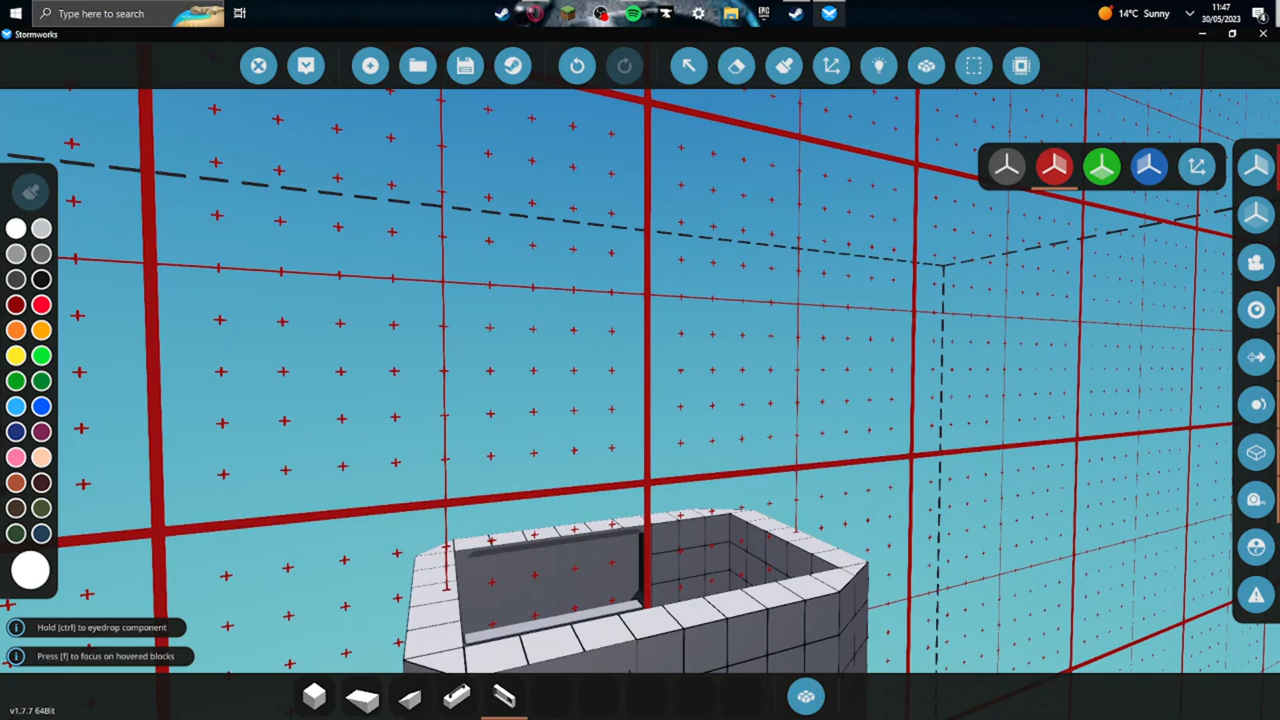 Type here to search
14°C Sunny
11:47
30/05/2023
4
Stormworks
Hold [ctrl] to eyedrop component
Press [f] to focus on hovered blocks
v1.7.7 64Bit